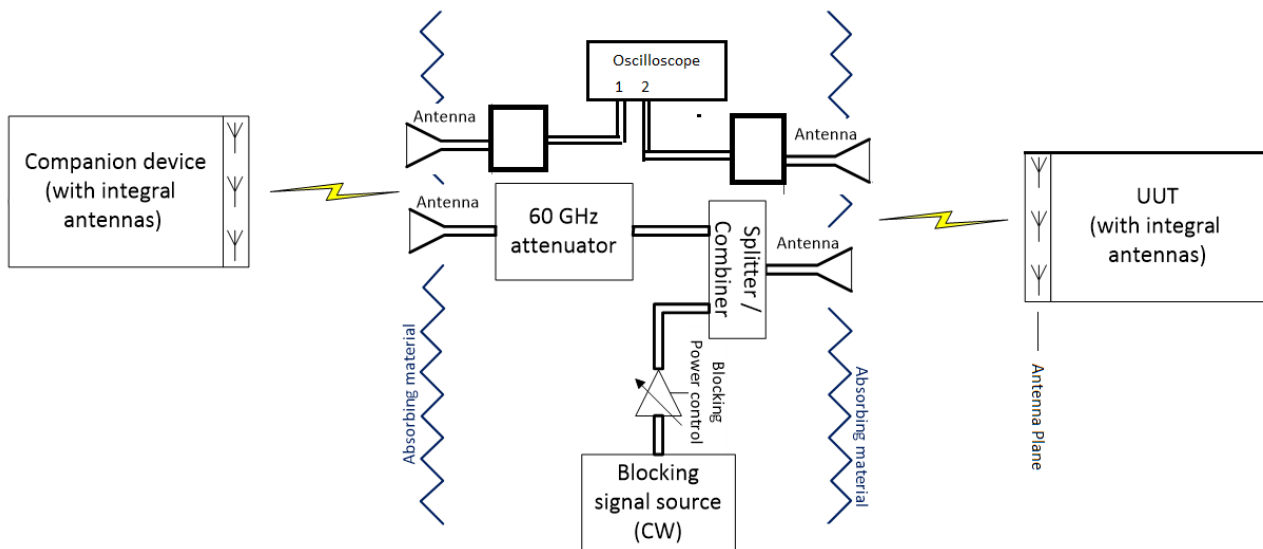 Oscilloscope
1 2
Antenna
Antenna
Companion device
(with integral
antennas)
UUT
(with integral
antennas)
Antenna
60 GHz
attenuator
Splitter /
Combiner
Antenna
Absorbing material
Blocking
Power control
Absorbing material
Antenna Plane
Blocking
signal source
(CW)